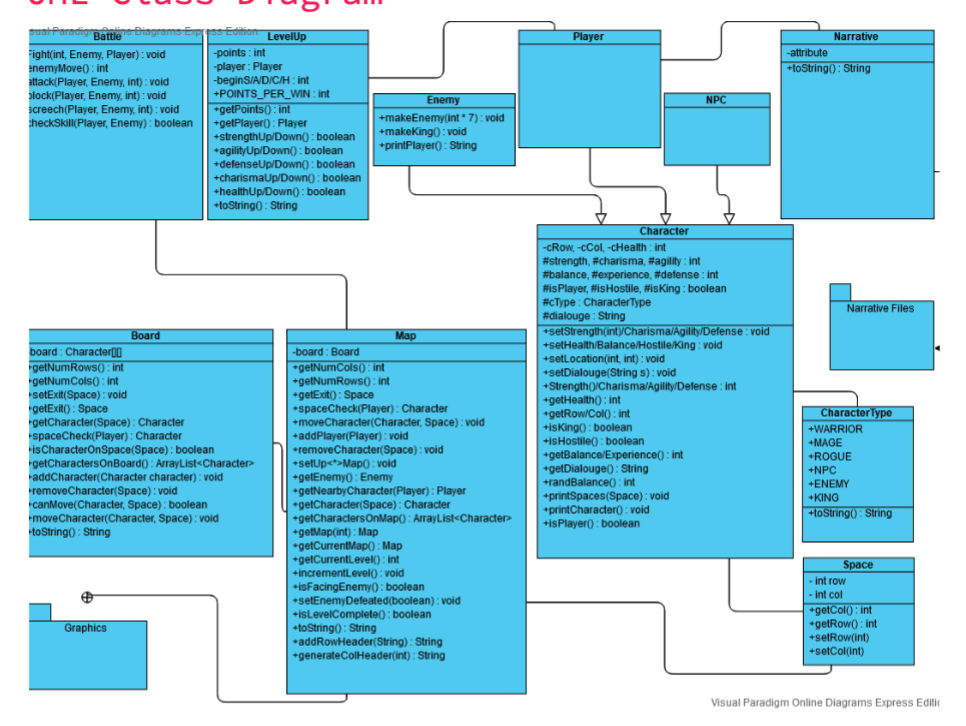 UML Class Diagram
Visual Paradigm Online Diagrams Express Edition
Battle
Fight(int, Enemy, Player) : void
enemyMove() : int
attack(Player, Enemy, int) : void
block(Player, Enemy, int) : void
screech(Player, Enemy, int) : void
checkSkill(Player, Enemy) : boolean
LevelUp
-points : int
-player : Player
-beginS/A/D/C/H : int
+POINTS_PER_WIN : int
+getPoints() : int
+getPlayer() : Player
+strengthUp/Down() : boolean
+agilityUp/Down() : boolean
+defenseUp/Down() : boolean
+charismaUp/Down() : boolean
+healthUp/Down() : boolean
+toString() : String
Enemy
+makeEnemy(int * 7) : void
+makeKing() : void
+printPlayer() : String
Player
NPC
Narrative
-attribute
+toString() : String
Character
-cRow, -cCol, -cHealth : int
#strength, #charisma, #agility : int
#balance, #experience, #defense : int
#isPlayer, #isHostile, #isKing : boolean
#cType : CharacterType
#dialouge : String
+setStrength(int)/Charisma/Agility/Defense : void
+setHealth/Balance/Hostile/King : void
+setLocation(int, int) : void
+setDialouge(String s) : void
+Strength()/Charisma/Agility/Defense : int
+getHealth() : int
+getRow/Col() : int
+isKing() : boolean
+isHostile() : boolean
+getBalance/Experience() : int
+getDialouge() : String
+randBalance() : int
+printSpaces(Space) : void
+printCharacter() : void
+isPlayer() : boolean
Narrative Files
Board
board : Character[][]
+getNumRows() : int
+getNumCols() : int
+setExit(Space) : void
+getExit() : Space
+getCharacter(Space) : Character
+spaceCheck(Player) : Character
+isCharacterOnSpace(Space) : boolean
+getCharactersOnBoard() : ArrayList<Character>
+addCharacter(Character character) : void
+removeCharacter(Space) : void
+canMove(Character, Space) : boolean
+moveCharacter(Character, Space) : void
+toString() : String
Map
-board : Board
+getNumCols() : int
+getNumRows() : int
+getExit() : Space
+spaceCheck(Player) : Character
+moveCharacter(Character, Space) : void
+addPlayer(Player) : void
+removeCharacter(Space) : void
+setUp<*>Map() : void
+getEnemy() : Enemy
+getNearbyCharacter(Player) : Player
+getCharacter(Space) : Character
+getCharactersOnMap() : ArrayList<Character>
+getMap(int) : Map
+getCurrentMap() : Map
+getCurrentLevel() : int
+incrementLevel() : void
+isFacingEnemy() : boolean
+setEnemyDefeated(boolean) : void
+isLevelComplete() : boolean
+toString() : String
+addRowHeader(String) : String
+generateColHeader(int) : String
CharacterType
+WARRIOR
+MAGE
+ROGUE
+NPC
+ENEMY
+KING
+toString() : String
Space
- int row
- int col
+getCol() : int
+getRow() : int
+setRow(int)
+setCol(int)
Graphics
Visual Paradigm Online Diagrams Express Editic